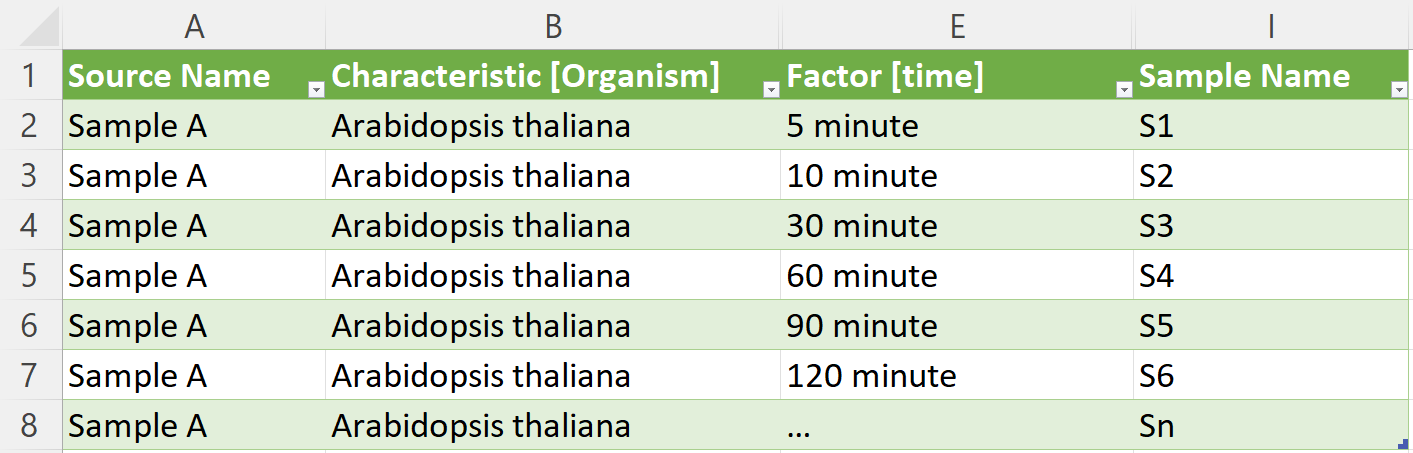 A B E I
1 Source Name Characteristic [Organism] Factor [time] Sample Name
2 Sample A Arabidopsis thaliana 5 minute S1
3 Sample A Arabidopsis thaliana 10 minute S2
4 Sample A Arabidopsis thaliana 30 minute S3
5 Sample A Arabidopsis thaliana 60 minute S4
6 Sample A Arabidopsis thaliana 90 minute S5
7 Sample A Arabidopsis thaliana 120 minute S6
8 Sample A Arabidopsis thaliana ... Sn